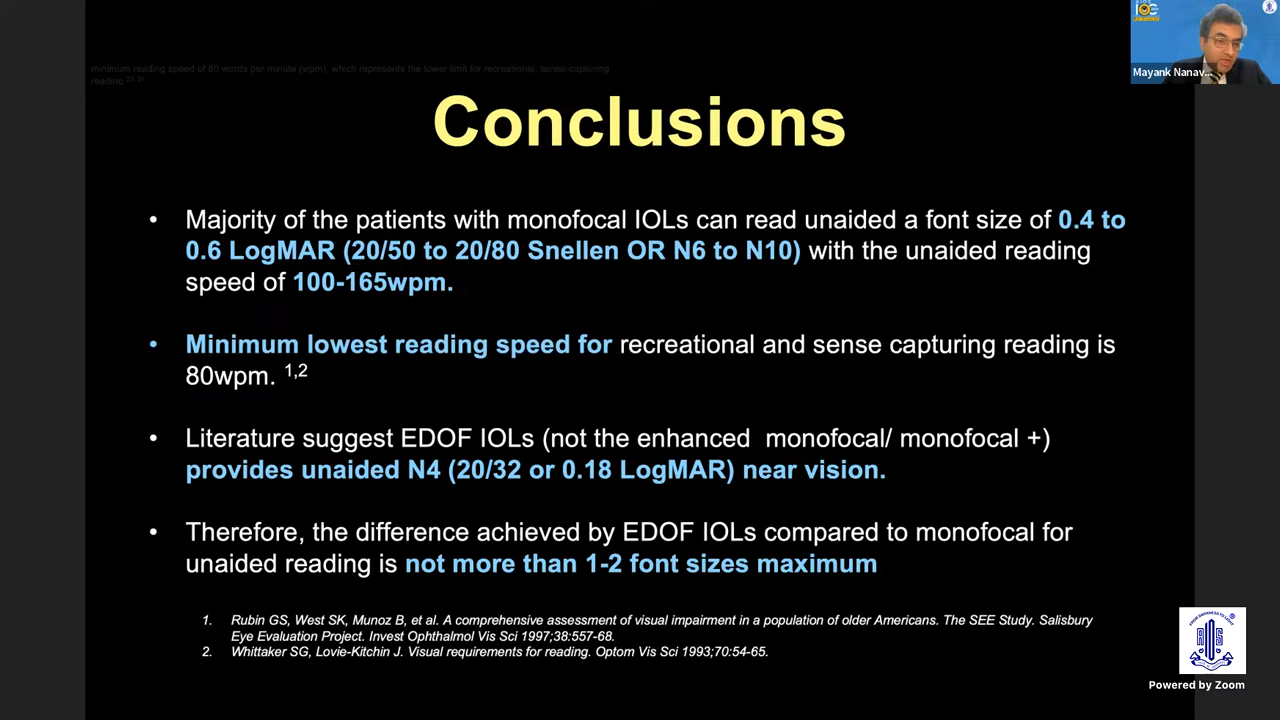 IOC
Mayank Nanav...
minimum reading speed of 80 words per minute (wpm), which represents the lower limit for recreational, sense-capturing
reading.
Conclusions
• Majority of the patients with monofocal IOLs can read unaided a font size of 0.4 to
0.6 LogMAR (20/50 to 20/80 Snellen OR N6 to N10) with the unaided reading
speed of 100-165wpm.
• Minimum lowest reading speed for recreational and sense capturing reading is
80wpm. 1,2
• Literature suggest EDOF IOLs (not the enhanced monofocal/ monofocal +)
provides unaided N4 (20/32 or 0.18 LogMAR) near vision.
• Therefore, the difference achieved by EDOF IOLs compared to monofocal for
unaided reading is not more than 1-2 font sizes maximum
1. Rubin GS, West SK, Munoz B, et al. A comprehensive assessment of visual impairment in a population of older Americans. The SEE Study. Salisbury
Eye Evaluation Project. Invest Ophthalmol Vis Sci 1997;38:557-68.
2. Whittaker SG, Lovie-Kitchin J. Visual requirements for reading. Optom Vis Sci 1993;70:54-65.
Powered by Zoom